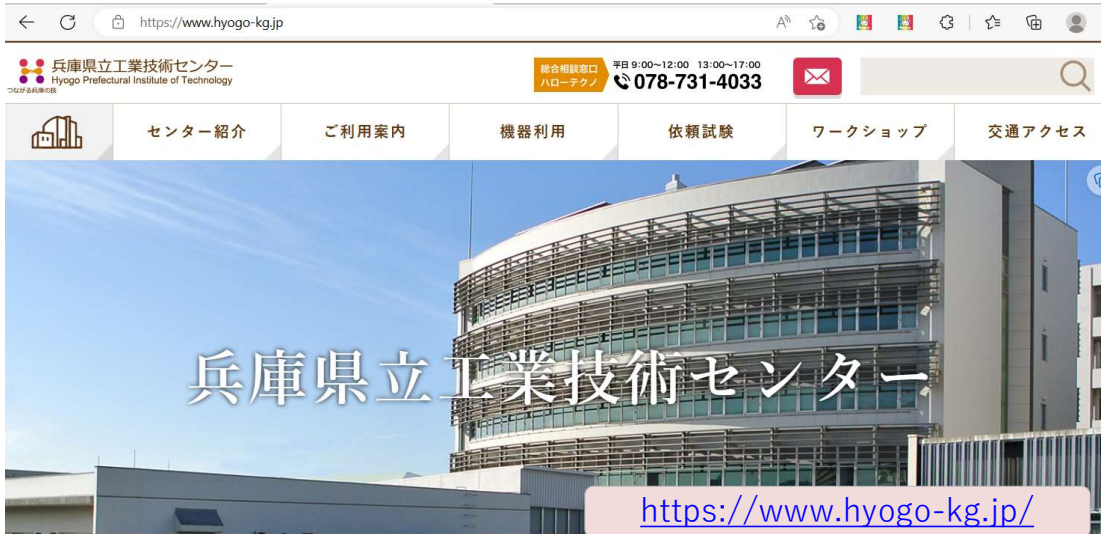 https://www.hyogo-kg.jp
兵庫県立工業技術センター
Hyogo Prefectural Institute of Technology
つながる兵庫の技
総合相談窓口
ハローテクノ
平日 9:00~12:00 13:00~17:00
078-731-4033
センター紹介
ご利用案内
機器利用
依頼試験
ワークショップ
交通アクセス
兵庫県立工業技術センター
https://www.hyogo-kg.jp/